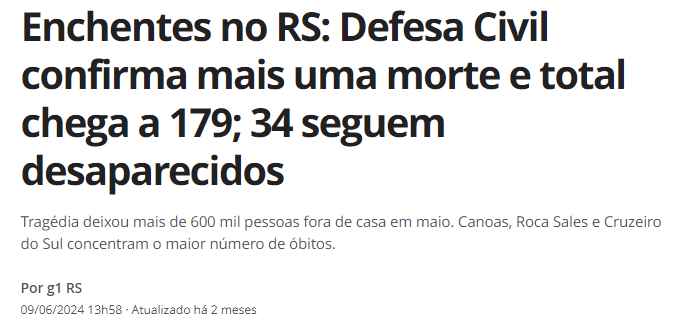 Enchentes no RS: Defesa Civil
confirma mais uma morte e total
chega a 179; 34 seguem
desaparecidos
Tragédia deixou mais de 600 mil pessoas fora de casa em maio. Canoas, Roca Sales e Cruzeiro
do Sul concentram o maior número de óbitos.
Por g1 RS
09/06/2024 13h58 · Atualizado há 2 meses